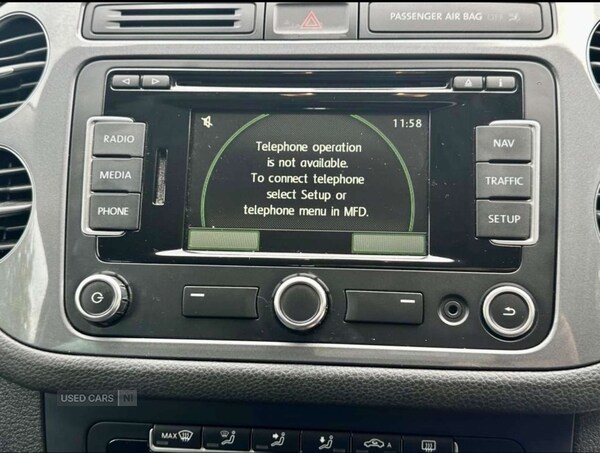 PASSENGER AIR BAG OFF
RADIO
MEDIA
PHONE
11:58
Telephone operation
is not available.
To connect telephone
select Setup or
telephone menu in MFD.
NAV
TRAFFIC
SETUP
USED CARS NI
MAX
A